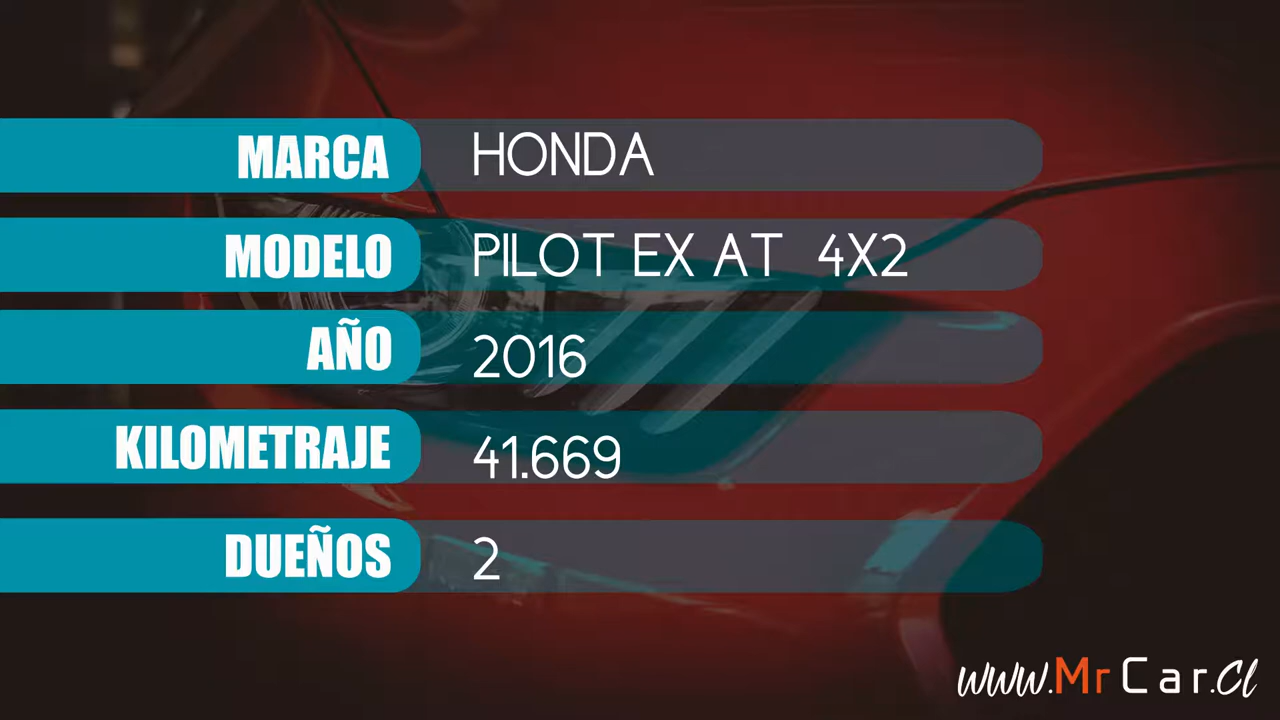 MARCA HONDA
MODELO PILOT EX AT 4X2
AÑO 2016
KILOMETRAJE 41.669
DUEÑOS 2
www.MrCar.Cl